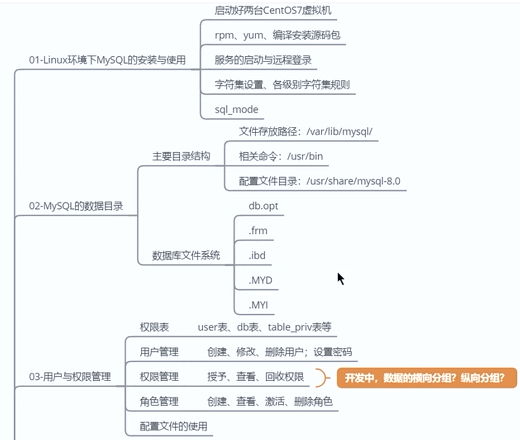 启动好两台CentOS7虚拟机
rpm、yum、编译安装源码包
01-Linux环境下MySQL的安装与使用
服务的启动与远程登录
字符集设置、各级别字符集规则
sql_mode
文件存放路径：/var/lib/mysql/
主要目录结构
相关命令：/usr/bin
配置文件目录：/usr/share/mysql-8.0
02-MySQL的数据目录
db.opt
.frm
数据库文件系统
.ibd
.MYD
.MYI
权限表 user表、db表、table_priv表等
用户管理 创建、修改、删除用户；设置密码
03-用户与权限管理
权限管理 授予、查看、回收权限
开发中，数据的横向分组？纵向分组？
角色管理 创建、查看、激活、删除角色
配置文件的使用